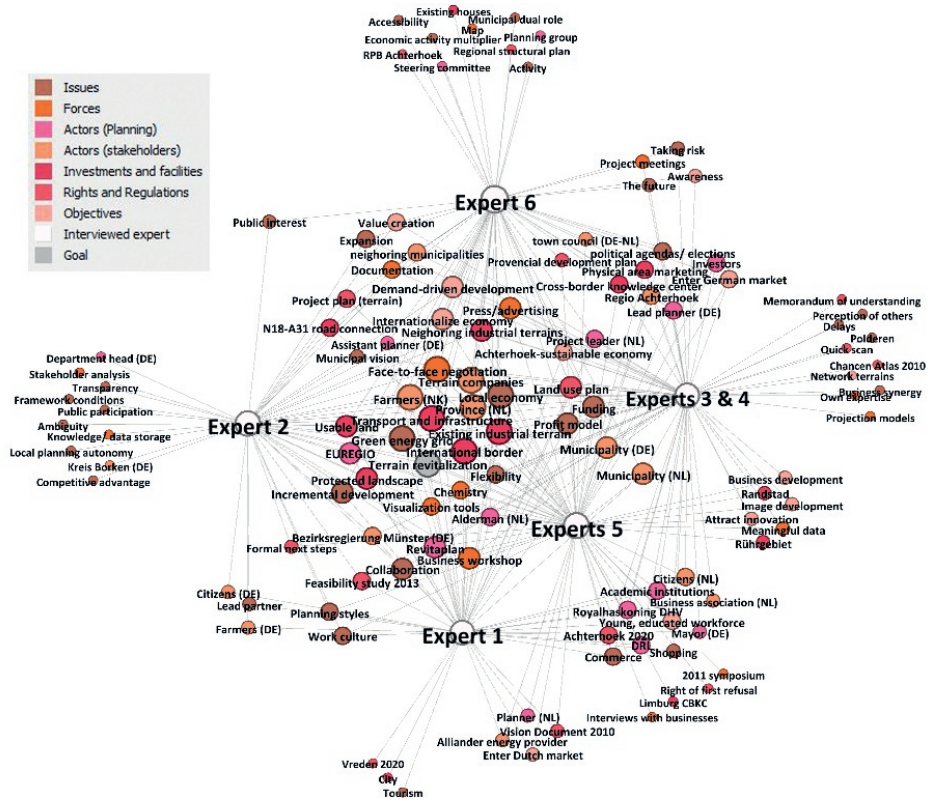 Existing houses
Accessibility
Municipal dual role
Map
Economic activity multiplier
Planning group
RPB Achterhoek
Regional structural plan
Steering committee
Activity
Issues
Forces
Actors (Planning)
Actors (stakeholders)
Investments and facilities
Rights and Regulations
Objectives
Interviewed expert
Goal
Taking risk
Project meetings
Awareness
The future
Expert 6
Public interest
Value creation
Expansion
town council (DE-NL)
neighoring municipalities
political agendas/ elections
Provencial development plan
Investors
Documentation
Physical area marketing
Enter German market
Demand-driven development
Cross-border knowledge center
Regio Achterhoek
Project plan (terrain)
Press/advertising
Lead planner (DE)
Memorandum of understanding
Internationalize economy
Perception of others
N18-A31 road connection
Neighoring industrial terrains
Delays
Assistant planner (DE)
Project leader (NL)
Polderen
Municipal vision
Achterhoek-sustainable economy
Quick scan
Department head (DE)
Chancen Atlas 2010
Stakeholder analysis
Face-to-face negotiation
Network terrains
Transparency
Terrain companies
Land use plan
Business synergy
Framework conditions
Farmers (NK)
Local economy
Experts 3 & 4
Own expertise
Public participation
Province (NL)
Funding
Projection models
Ambiguity
Expert 2
Transport and infrastructure
Profit model
Usable land
Knowledge/ data storage
Green energy grid
Existing industrial terrain
Local planning autonomy
EUREGIO
International border
Municipality (DE)
Kreis Borken (DE)
Terrain revitalization
Competitive advantage
Protected landscape
Flexibility
Municipality (NL)
Business development
Incremental development
Chemistry
Randstad
Visualization tools
Image development
Alderman (NL)
Experts 5
Attract innovation
Meaningful data
Bezirksregierung Münster (DE)
Rührgebiet
Formal next steps
Revitaplan
Business workshop
Collaboration
Feasibility study 2013
Citizens (NL)
Citizens (DE)
Academic institutions
Lead partner
Business association (NL)
Planning styles
Royalhaskoning DHV
Young, educated workforce
Farmers (DE)
Work culture
Expert 1
Achterhoek 2020
Mayor (DE)
DRL
Shopping
Commerce
2011 symposium
Right of first refusal
Limburg CBKC
Planner (NL)
Interviews with businesses
Vision Document 2010
Alliander energy provider
Enter Dutch market
Vreden 2020
City
Tourism